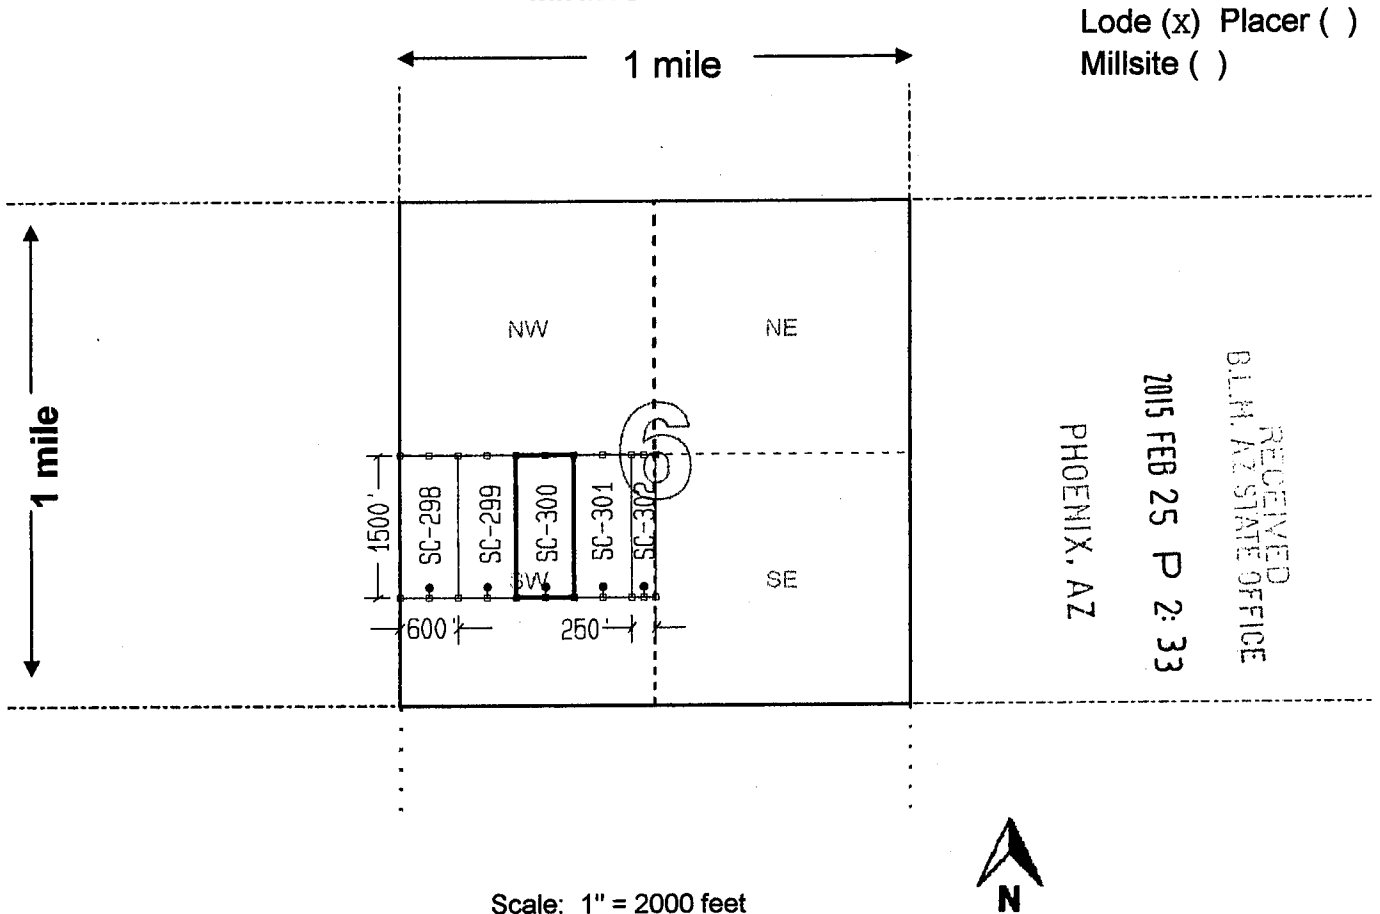 Lode (x) Placer ( )
Millsite ( )
1 mile
1 mile
NW
NE
6
1500'
SC-298
SC-299
SC-300
SC-301
SC-302
SW
SE
600'
250'
RECEIVED
B.L.M. AZ STATE OFFICE
2015 FEB 25 P 2:33
PHOENIX, AZ
N
Scale: 1" = 2000 feet